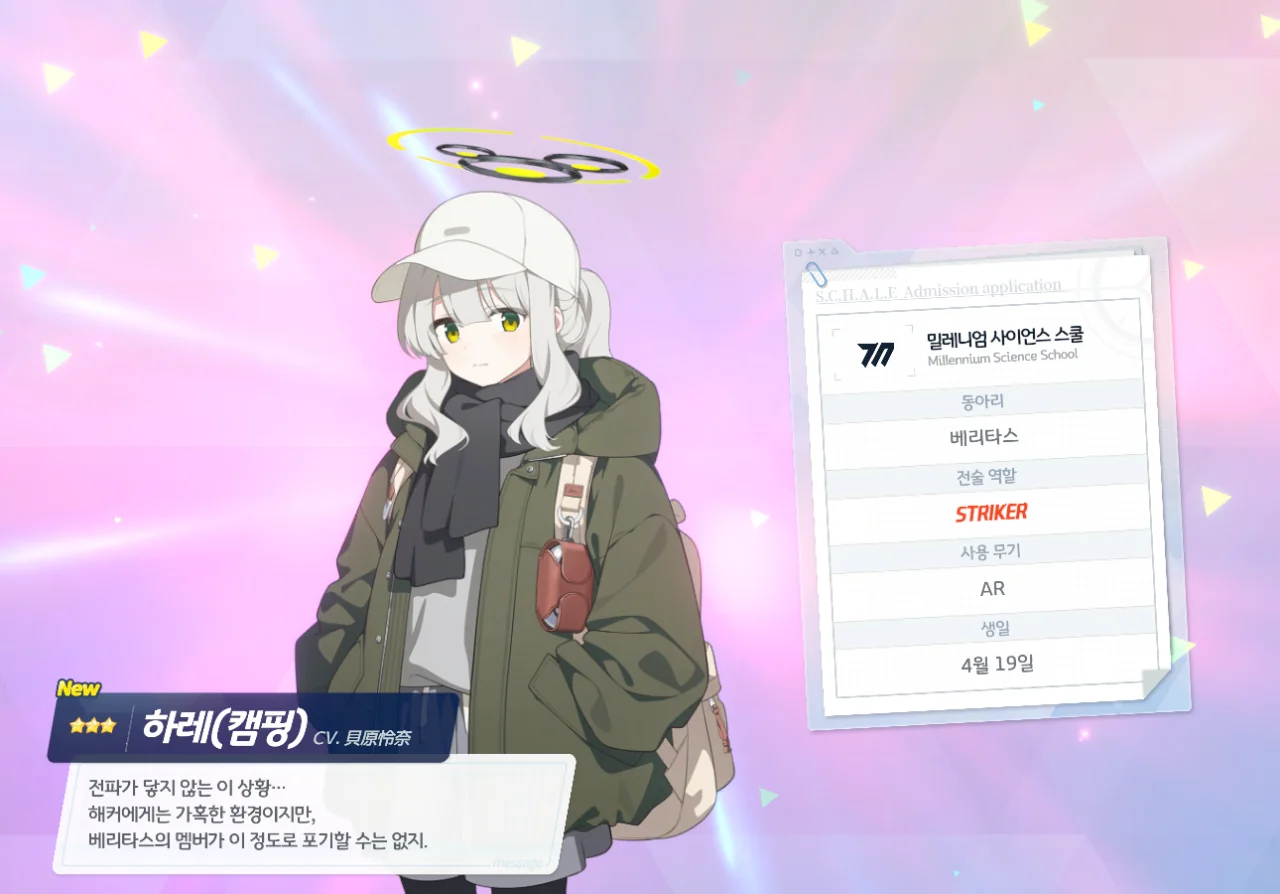 S.C.H.A.L.E Admission application
밀레니엄 사이언스 스쿨
Millennium Science School
동아리
베리타스
전술 역할
STRIKER
사용 무기
AR
생일
4월 19일
New
하레(캠핑) CV. 貝原怜奈
전파가 닿지 않는 이 상황…
해커에게는 가혹한 환경이지만,
베리타스의 멤버가 이 정도로 포기할 수는 없지.
message